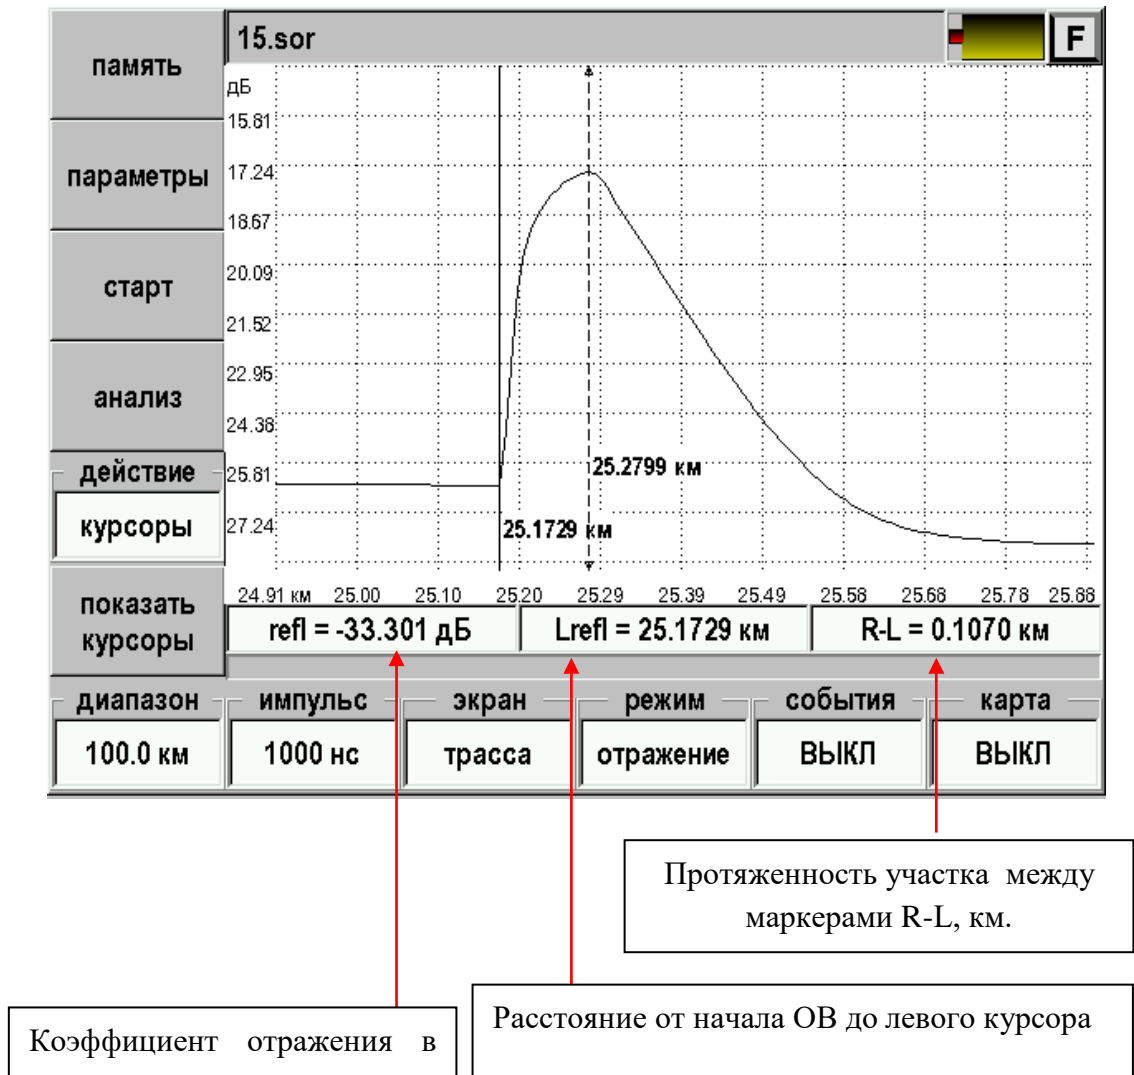 15.sor
F
память
параметры
старт
анализ
действие
курсоры
показать
курсоры
дБ
15.81
17.24
18.67
20.09
21.52
22.95
24.38
25.81
27.24
25.2799 км
25.1729 км
24.91 км 25.00 25.10 25.20 25.29 25.39 25.49 25.58 25.68 25.78 25.88
refl = -33.301 дБ
Lrefl = 25.1729 км
R-L = 0.1070 км
диапазон импульс экран режим события карта
100.0 км 1000 нс трасса отражение ВЫКЛ ВЫКЛ
Протяженность участка между
маркерами R-L, км.
Расстояние от начала ОВ до левого курсора
Коэффициент отражения в